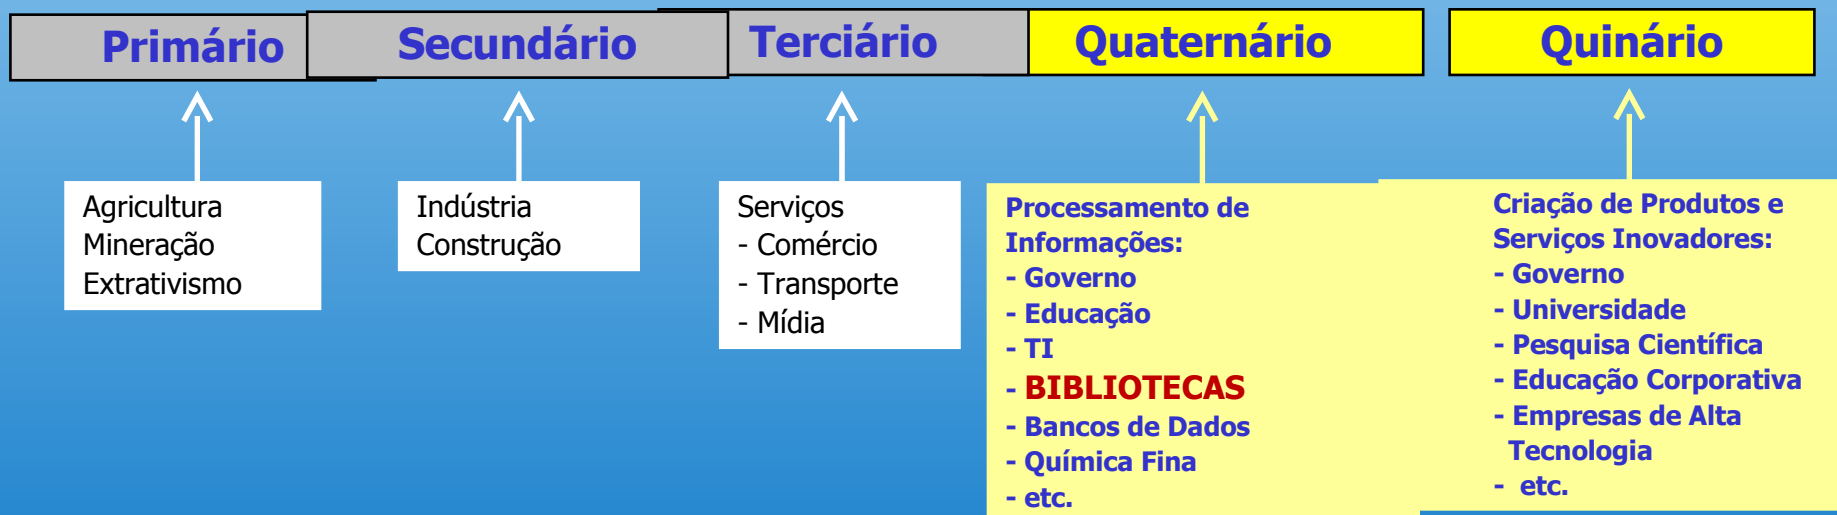 Primário
Secundário
Terciário
Quaternário
Quinário
Agricultura
Mineração
Extrativismo
Indústria
Construção
Serviços
- Comércio
- Transporte
- Mídia
Processamento de
Informações:
- Governo
- Educação
- TI
- BIBLIOTECAS
- Bancos de Dados
- Química Fina
- etc.
Criação de Produtos e
Serviços Inovadores:
- Governo
- Universidade
- Pesquisa Científica
- Educação Corporativa
- Empresas de Alta
Tecnologia
- etc.